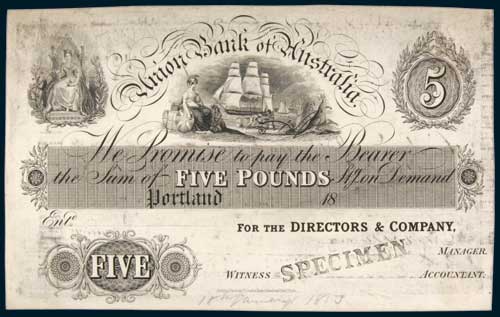 Union Bank of Australia.
5
We Promise to pay the Bearer
the Sum of FIVE POUNDS Stg. on Demand
Portland 18
Entd.
FOR THE DIRECTORS & COMPANY,
FIVE
MANAGER.
WITNESS SPECIMEN ACCOUNTANT.